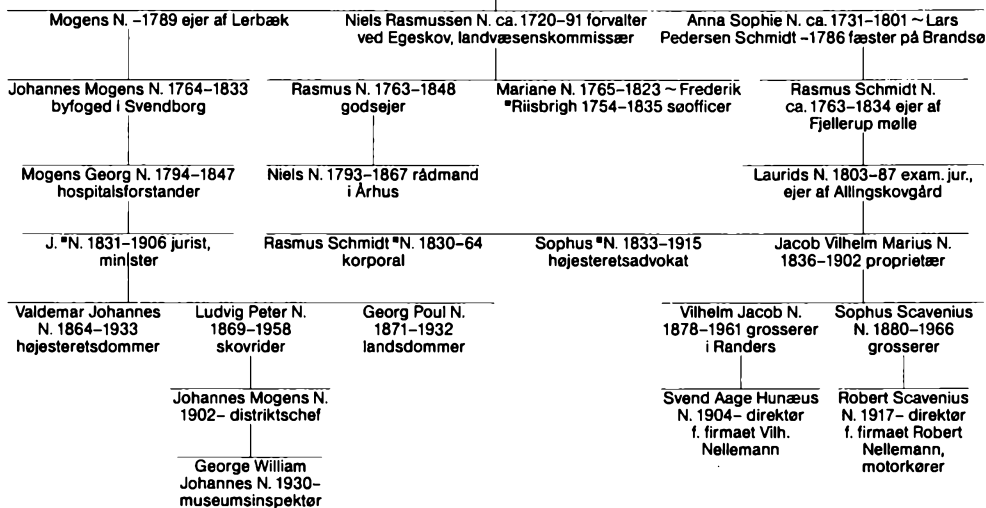 Mogens N. –1789 ejer af Lerbæk
Niels Rasmussen N. ca. 1720–91 forvalter
ved Egeskov, landvæsenskommissær
Anna Sophie N. ca. 1731–1801 ~ Lars
Pedersen Schmidt –1786 fæster på Brandsø
Johannes Mogens N. 1764–1833
byfoged i Svendborg
Rasmus N. 1763–1848
godsejer
Mariane N. 1765–1823 ~ Frederik
*Riisbrigh 1754–1835 søofficer
Rasmus Schmidt N.
ca. 1763–1834 ejer af
Fjellerup mølle
Mogens Georg N. 1794–1847
hospitalsforstander
Niels N. 1793–1867 rådmand
i Århus
Laurids N. 1803–87 exam. jur.,
ejer af Allingskovgård
J. *N. 1831–1906 jurist,
minister
Rasmus Schmidt *N. 1830–64
korporal
Sophus *N. 1833–1915
højesteretsadvokat
Jacob Vilhelm Marius N.
1836–1902 proprietær
Valdemar Johannes
N. 1864–1933
højesteretsdommer
Ludvig Peter N.
1869–1958
skovrider
Georg Poul N.
1871–1932
landsdommer
Vilhelm Jacob N.
1878–1961 grosserer
i Randers
Sophus Scavenius
N. 1880–1966
grosserer
Johannes Mogens N.
1902– distriktschef
Svend Aage Hunæus
N. 1904– direktør
f. firmaet Vilh.
Nellemann
Robert Scavenius
N. 1917– direktør
f. firmaet Robert
Nellemann,
motorkører
George William
Johannes N. 1930–
museumsinspektør